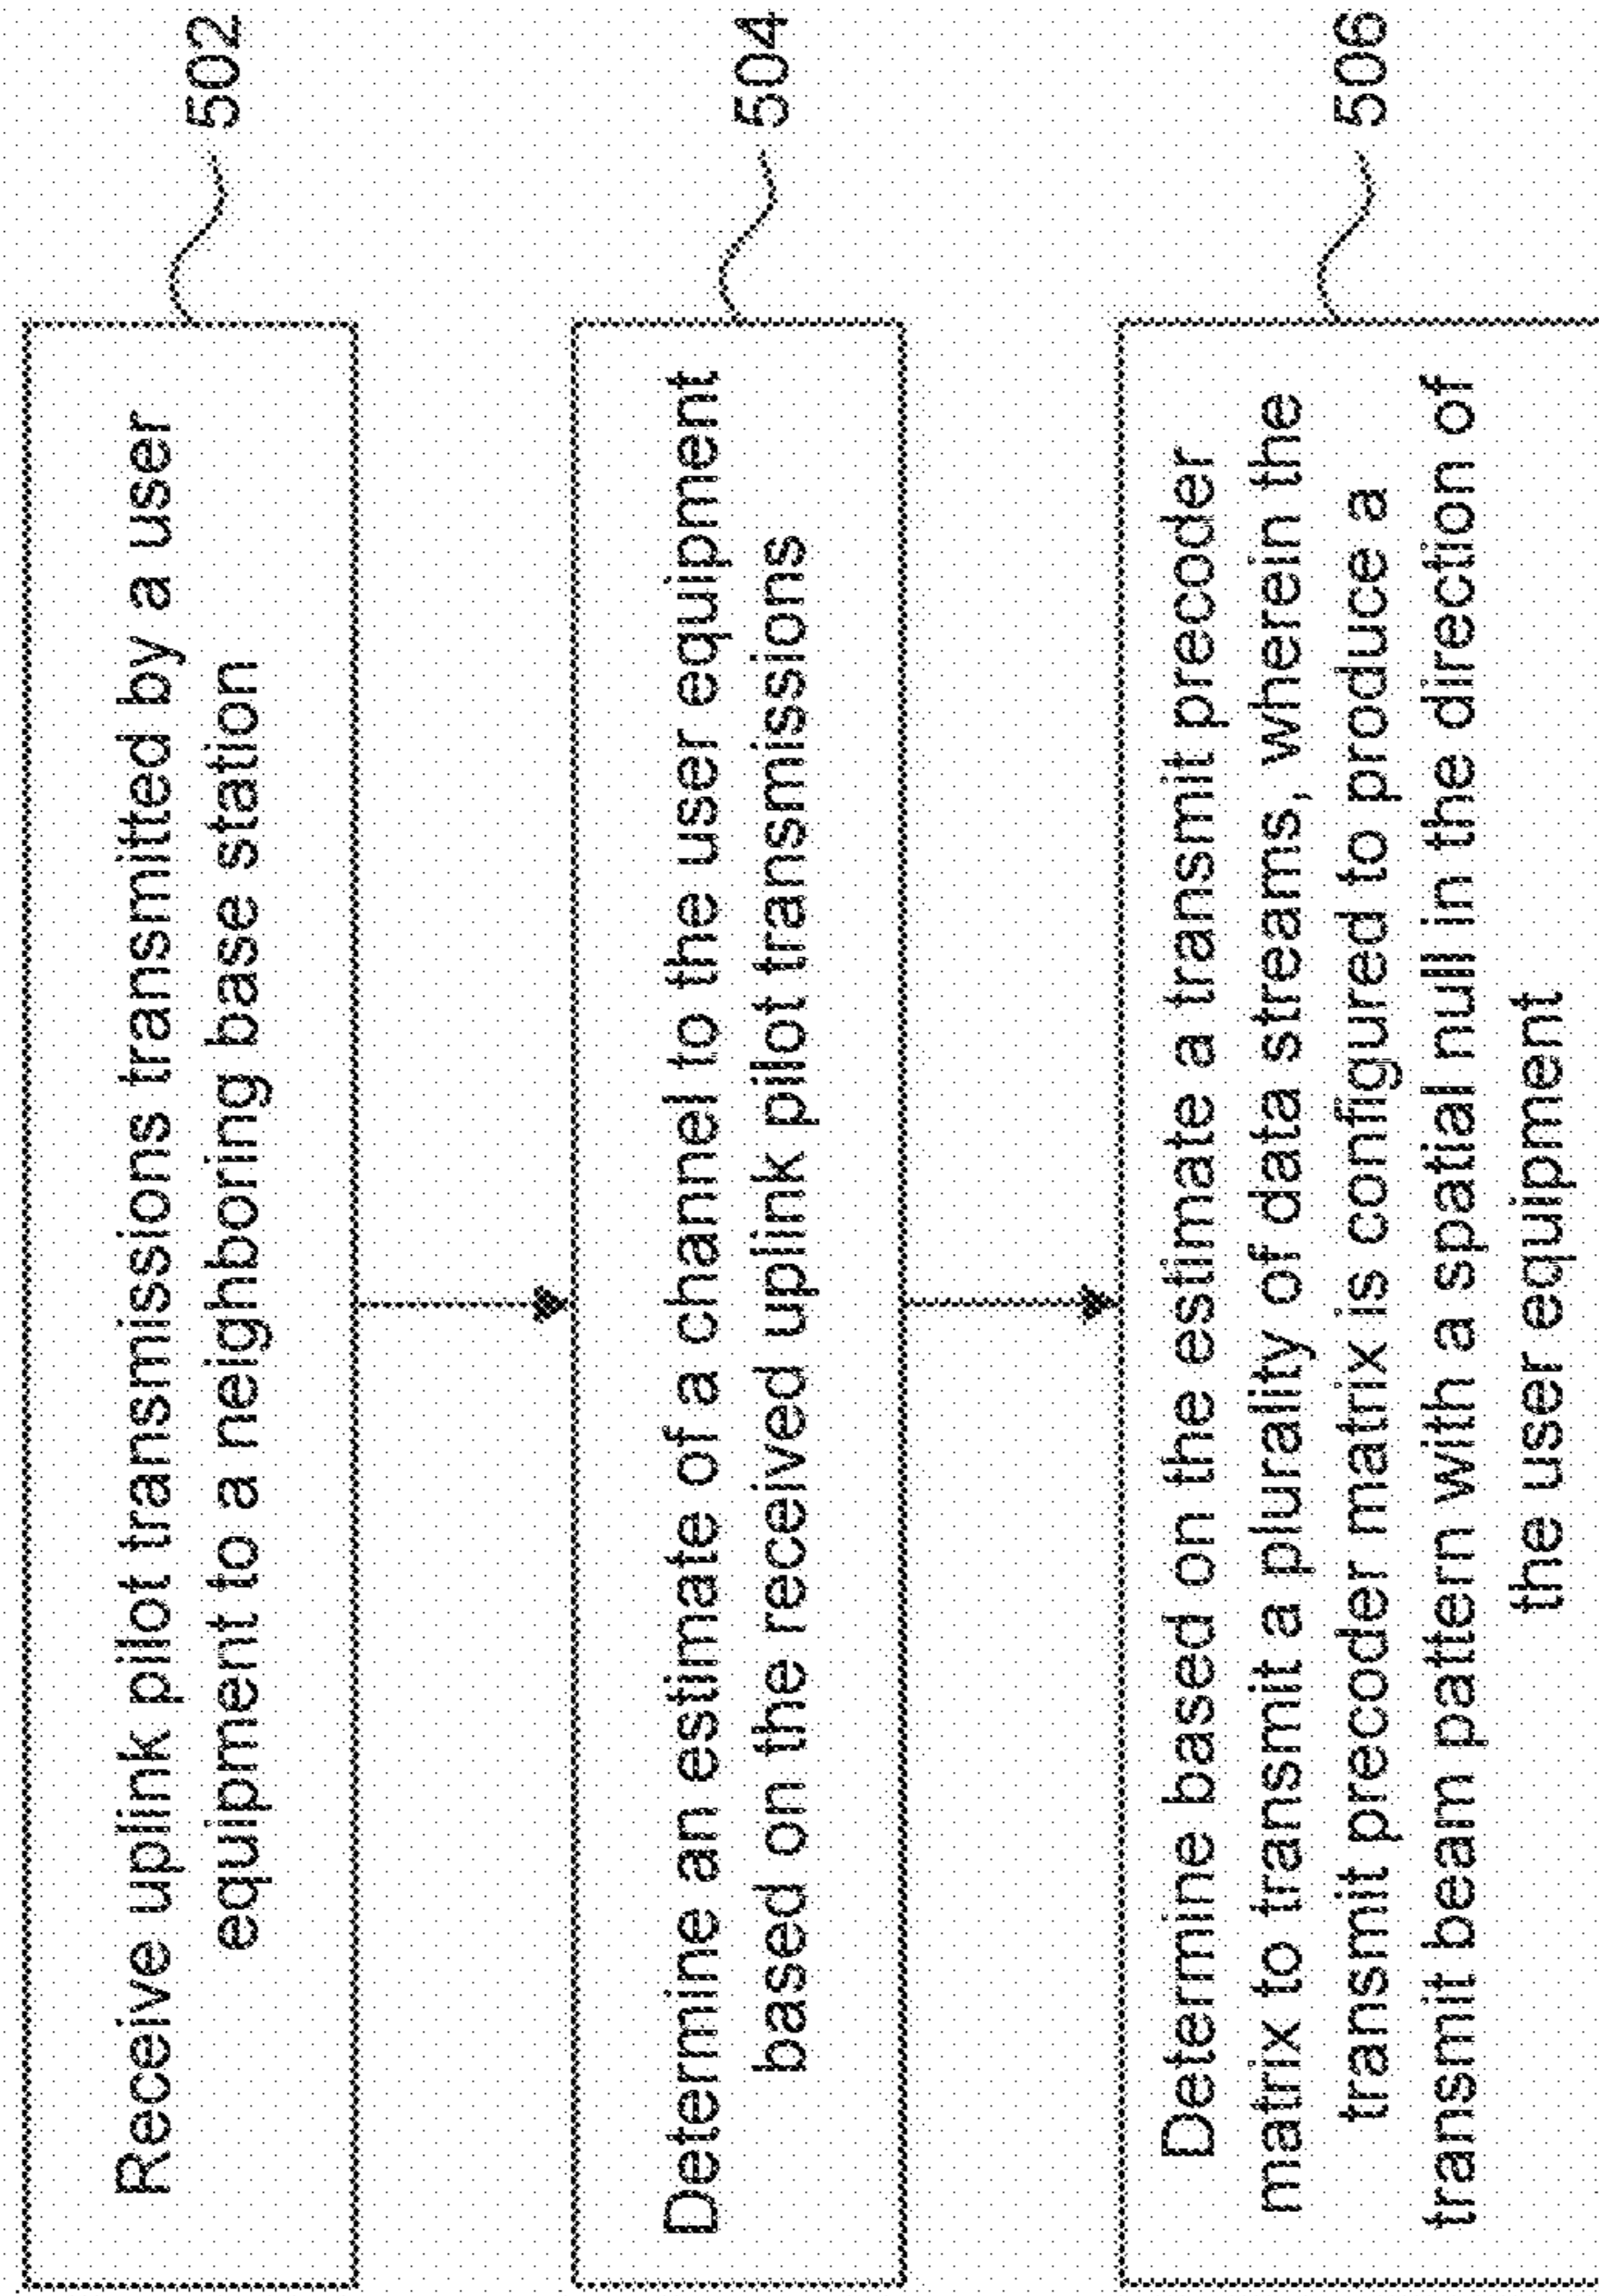 Receive uplink pilot transmissions transmitted by a user
equipment to a neighboring base station
502
Determine an estimate of a channel to the user equipment
based on the received uplink pilot transmissions
504
Determine based on the estimate a transmit precoder
matrix to transmit a plurality of data streams, wherein the
transmit precoder matrix is configured to produce a
transmit beam pattern with a spatial null in the direction of
the user equipment
506